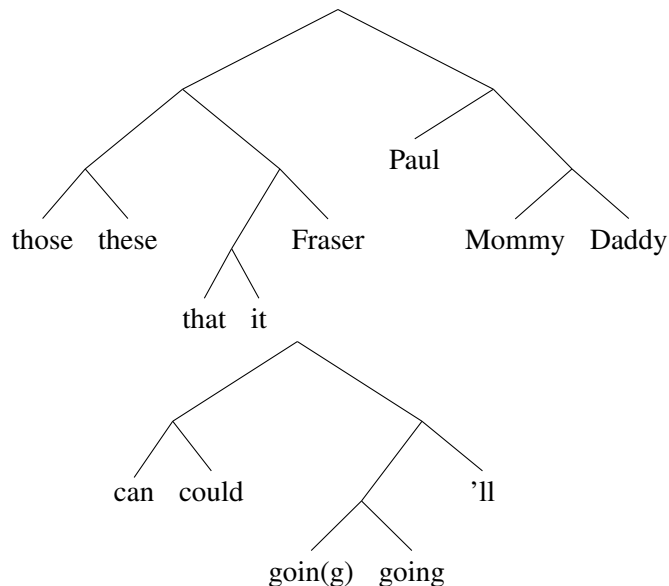 Paul
those these Fraser Mommy Daddy
that it
can could 'll
goin(g) going